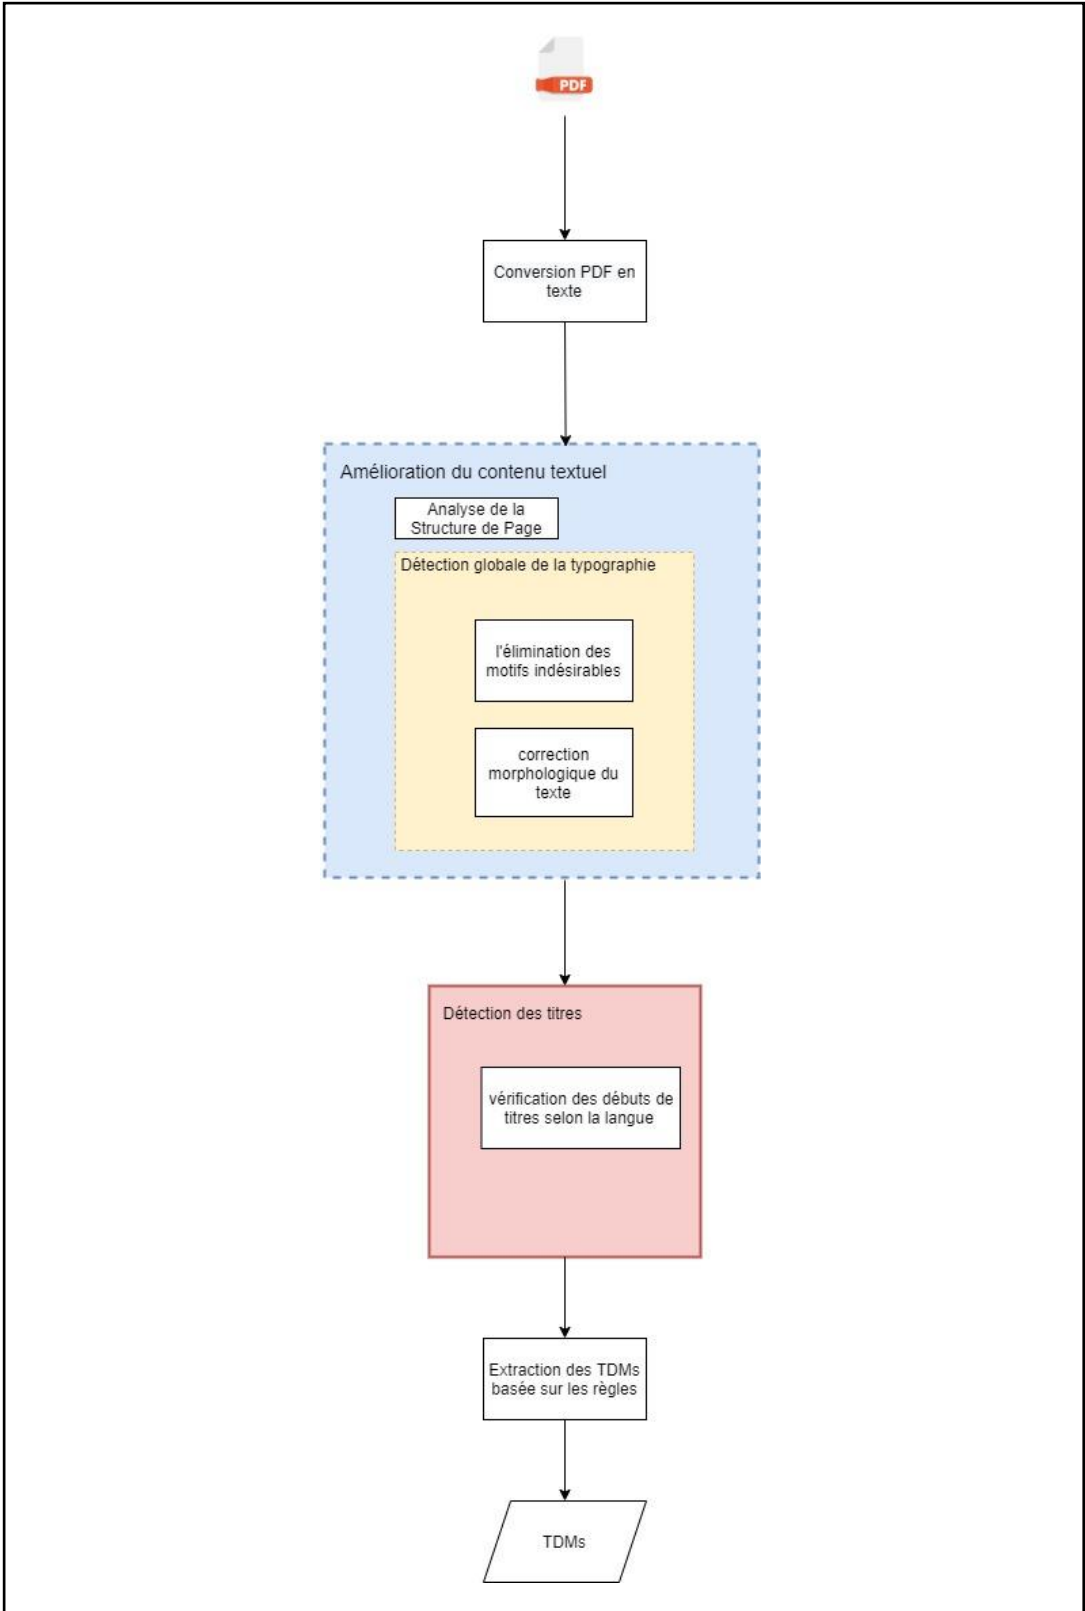 PDF
Conversion PDF en
texte
Amélioration du contenu textuel
Analyse de la
Structure de Page
Détection globale de la typographie
l'élimination des
motifs indésirables
correction
morphologique du
texte
Détection des titres
vérification des débuts de
titres selon la langue
Extraction des TDMs
basée sur les règles
TDMs